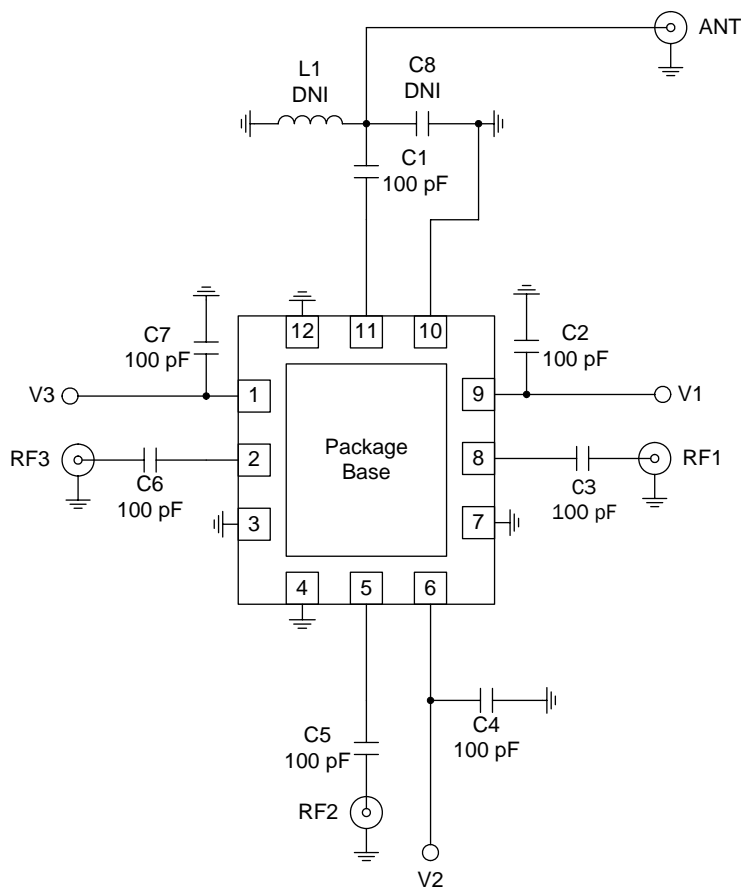 ANT
L1
DNI
C8
DNI
C1
100 pF
C7
100 pF
12
11
10
C2
100 pF
V3
1
9
V1
RF3
C6
100 pF
2
Package
Base
8
C3
100 pF
RF1
3
7
4
5
6
C5
100 pF
C4
100 pF
RF2
V2